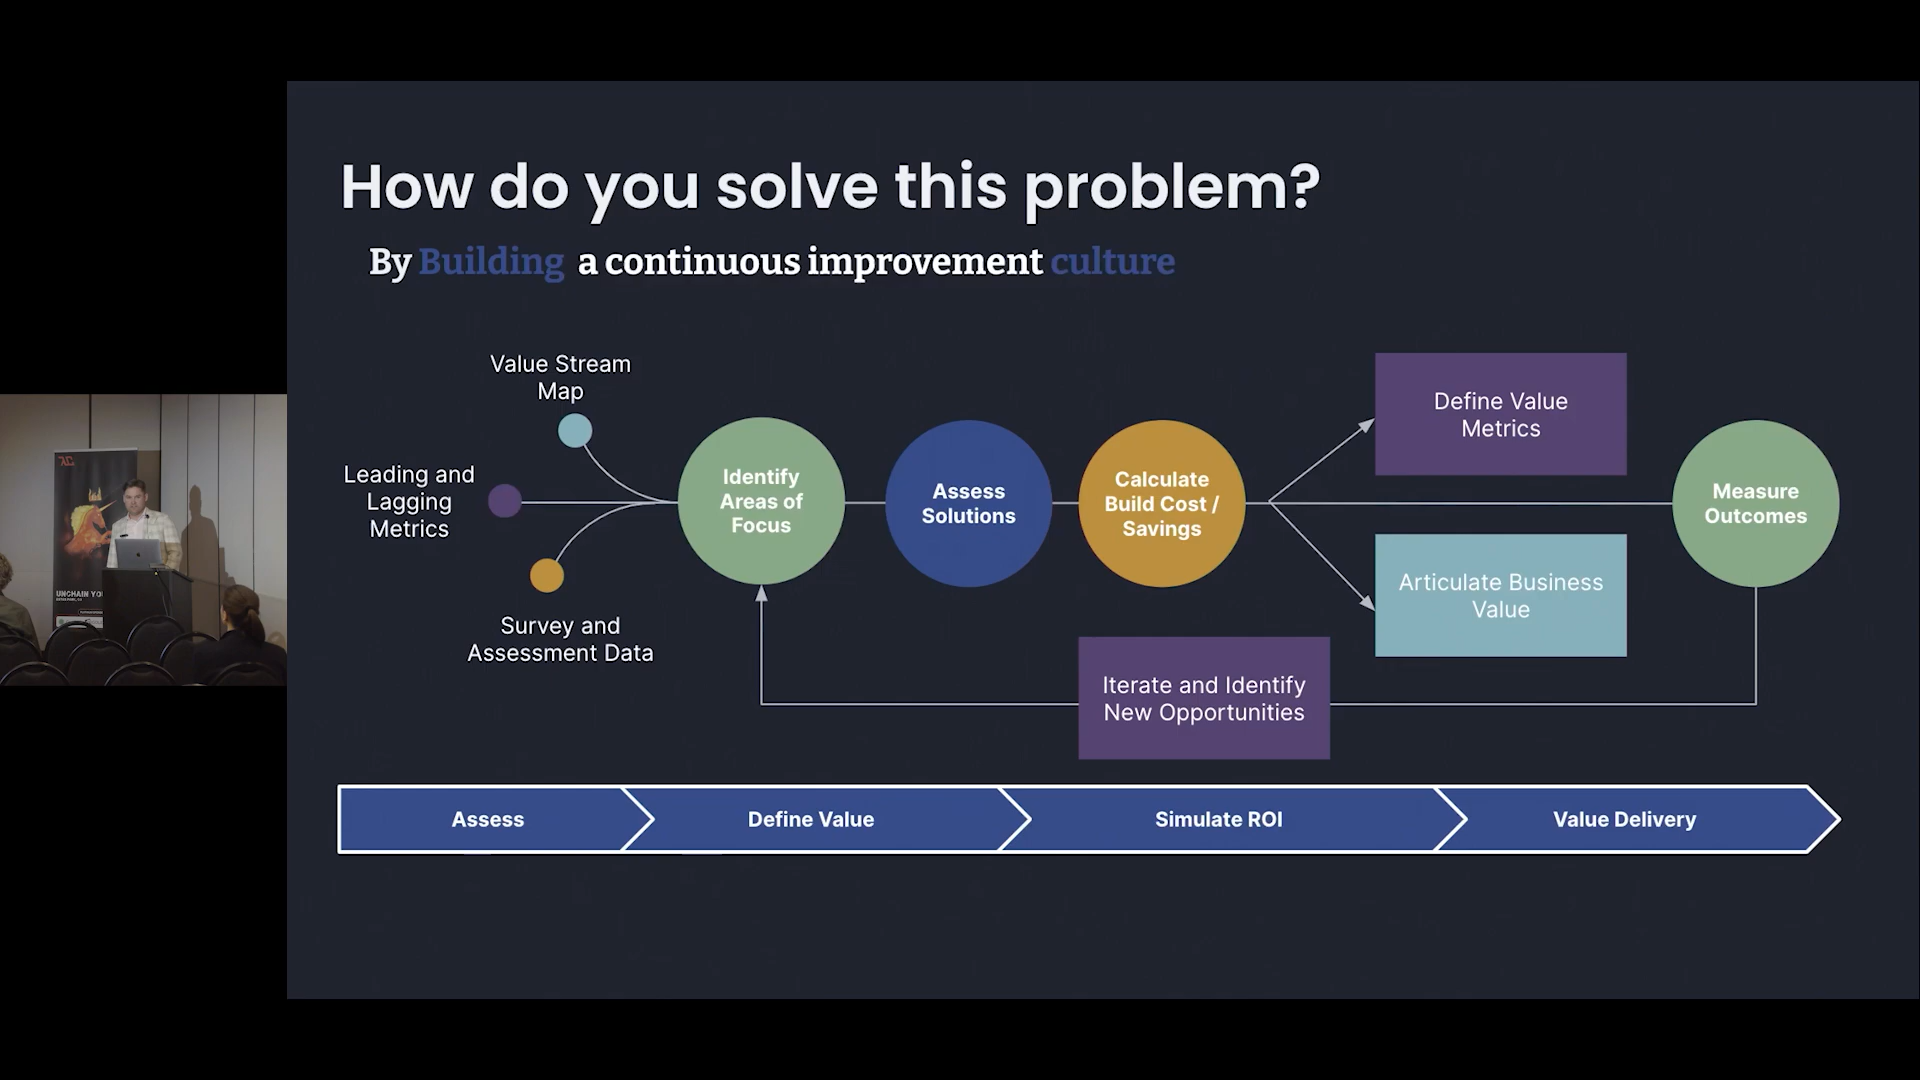 How do you solve this problem?
By Building a continuous improvement culture
Value Stream
Map
Leading and
Lagging
Metrics
Survey and
Assessment Data
Identify
Areas of
Focus
Assess
Solutions
Calculate
Build Cost /
Savings
Define Value
Metrics
Articulate Business
Value
Measure
Outcomes
Iterate and Identify
New Opportunities
Assess
Define Value
Simulate ROI
Value Delivery
UNCHAIN YOU